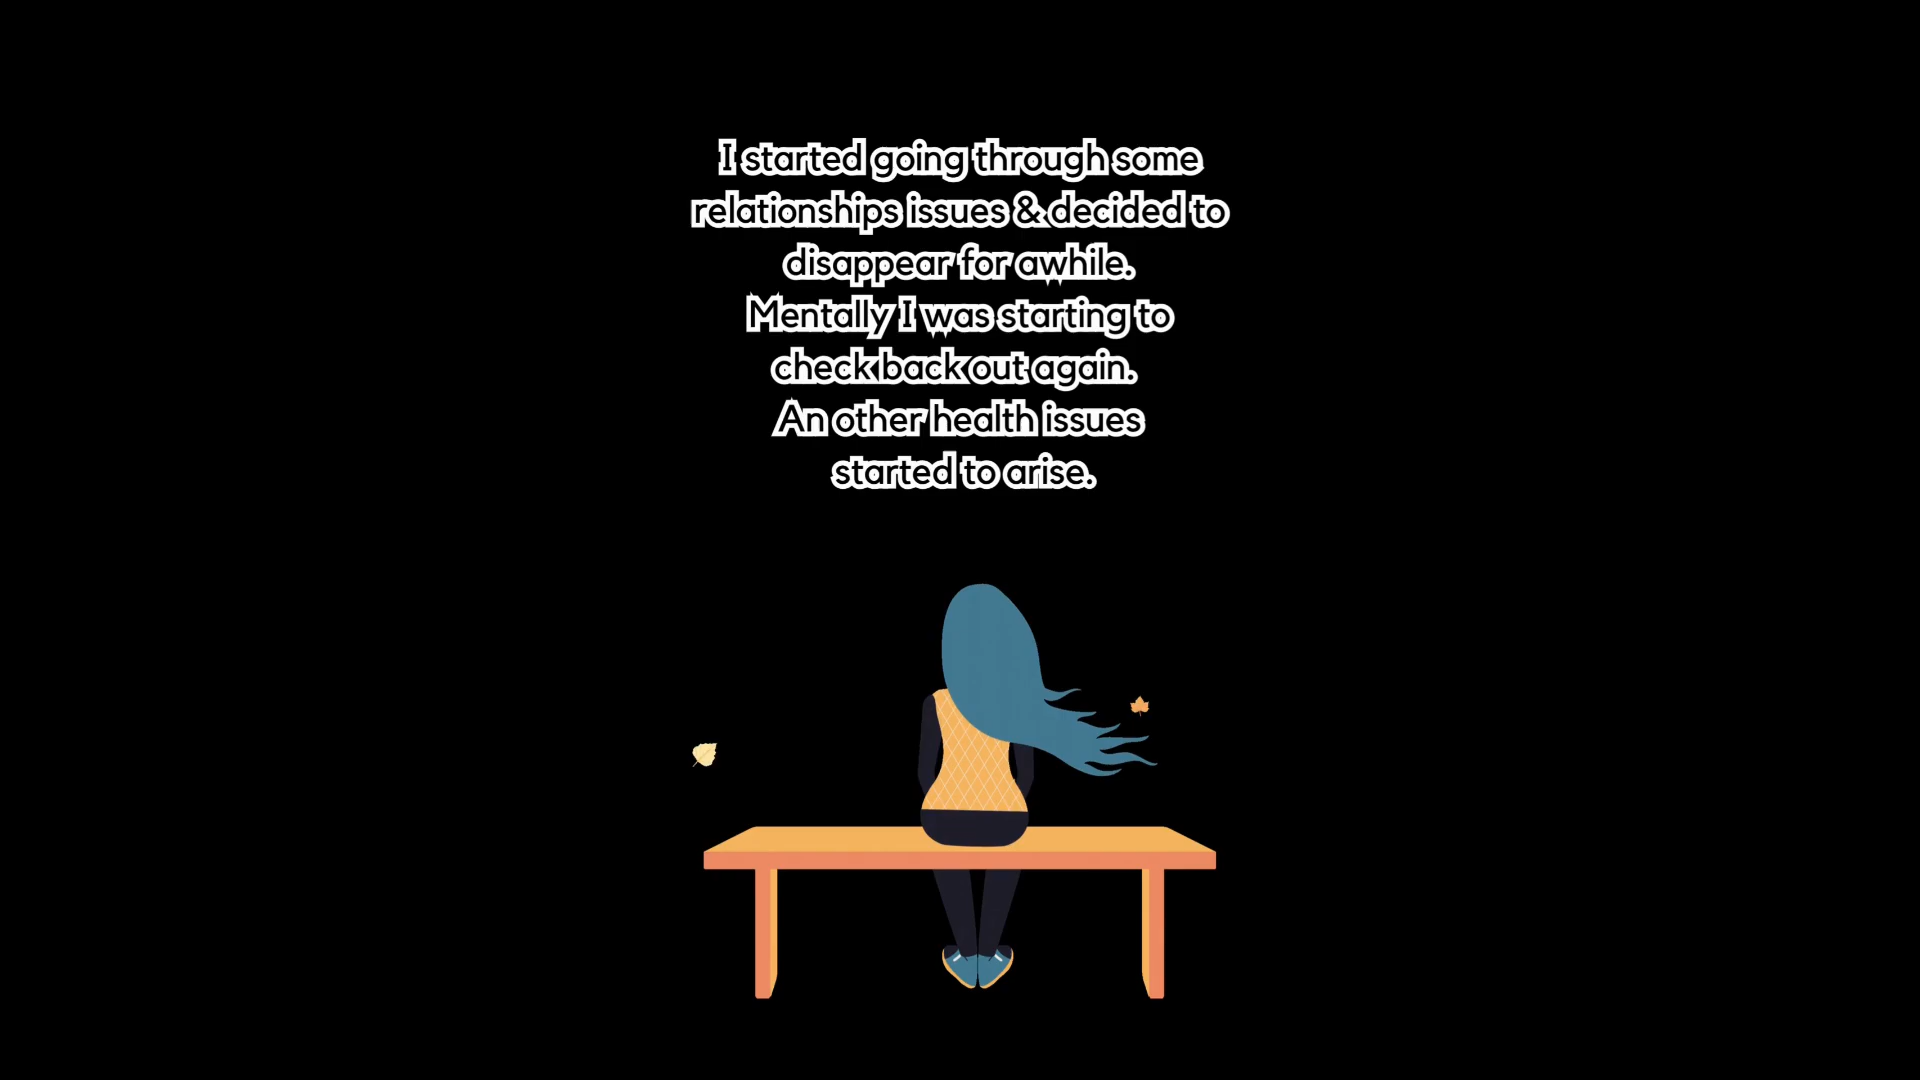 I started going through some
relationships issues & decided to
disappear for awhile.
Mentally I was starting to
check back out again.
An other health issues
started to arise.